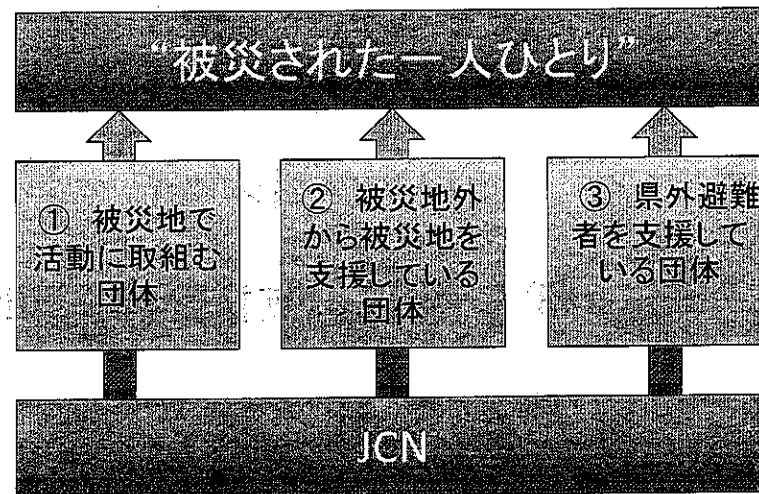 “被災された一人ひとり”
① 被災地で
活動に取組む
団体
② 被災地外
から被災地を
支援している
団体
③ 県外避難
者を支援して
いる団体
JCN